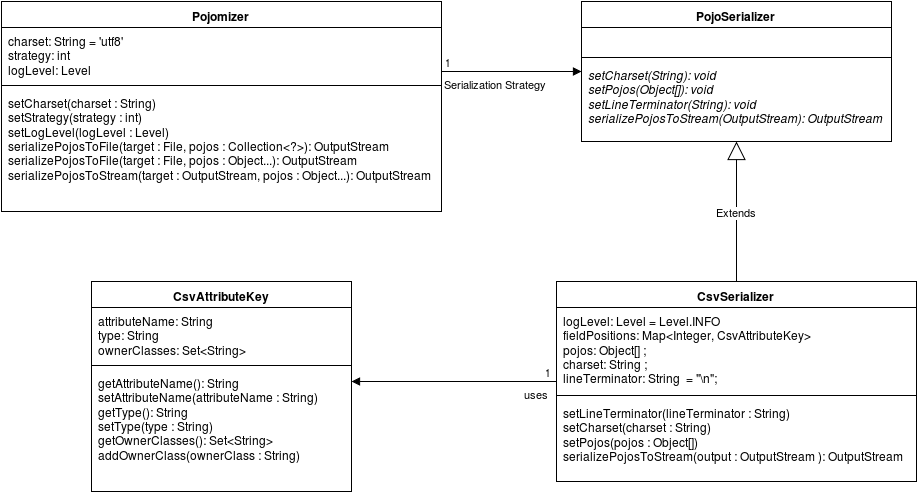 Pojomizer
charset: String = 'utf8'
strategy: int
logLevel: Level
setCharset(charset : String)
setStrategy(strategy : int)
setLogLevel(logLevel : Level)
serializePojosToFile(target : File, pojos : Collection<?>): OutputStream
serializePojosToFile(target : File, pojos : Object...): OutputStream
serializePojosToStream(target : OutputStream, pojos : Object...): OutputStream
1
Serialization Strategy
PojoSerializer
setCharset(String): void
setPojos(Object[]): void
setLineTerminator(String): void
serializePojosToStream(OutputStream): OutputStream
Extends
CsvAttributeKey
attributeName: String
type: String
ownerClasses: Set<String>
getAttributeName(): String
setAttributeName(attributeName : String)
getType(): String
setType(type : String)
getOwnerClasses(): Set<String>
addOwnerClass(ownerClass : String)
1
uses
CsvSerializer
logLevel: Level = Level.INFO
fieldPositions: Map<Integer, CsvAttributeKey>
pojos: Object[] ;
charset: String ;
lineTerminator: String  = "\n";
setLineTerminator(lineTerminator : String)
setCharset(charset : String)
setPojos(pojos : Object[])
serializePojosToStream(output : OutputStream ): OutputStream